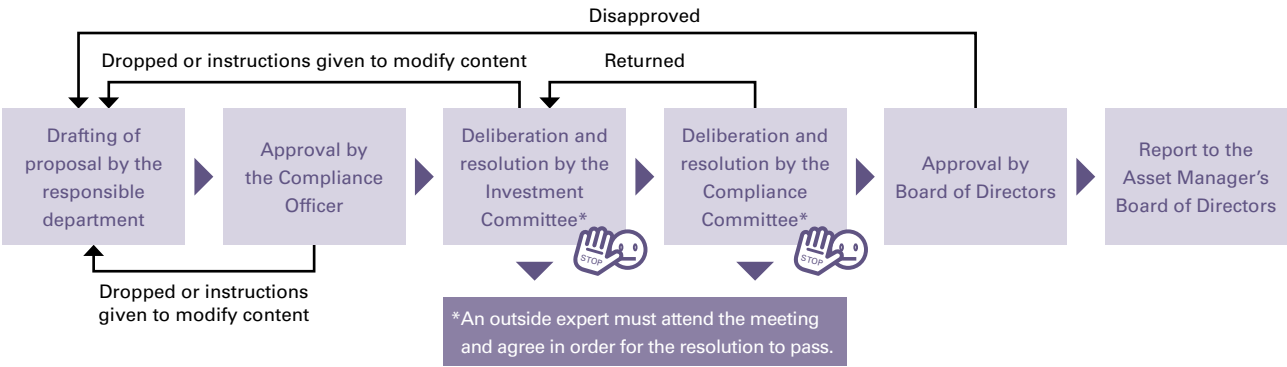 Disapproved
Dropped or instructions given to modify content
Returned
Drafting of
proposal by the
responsible
department
Approval by
the Compliance
Officer
Deliberation and
resolution by the
Investment
Committee*
STOP
Deliberation and
resolution by the
Compliance
Committee*
STOP
Approval by
Board of Directors
Report to the
Asset Manager’s
Board of Directors
Dropped or instructions
given to modify content
*An outside expert must attend the meeting
and agree in order for the resolution to pass.